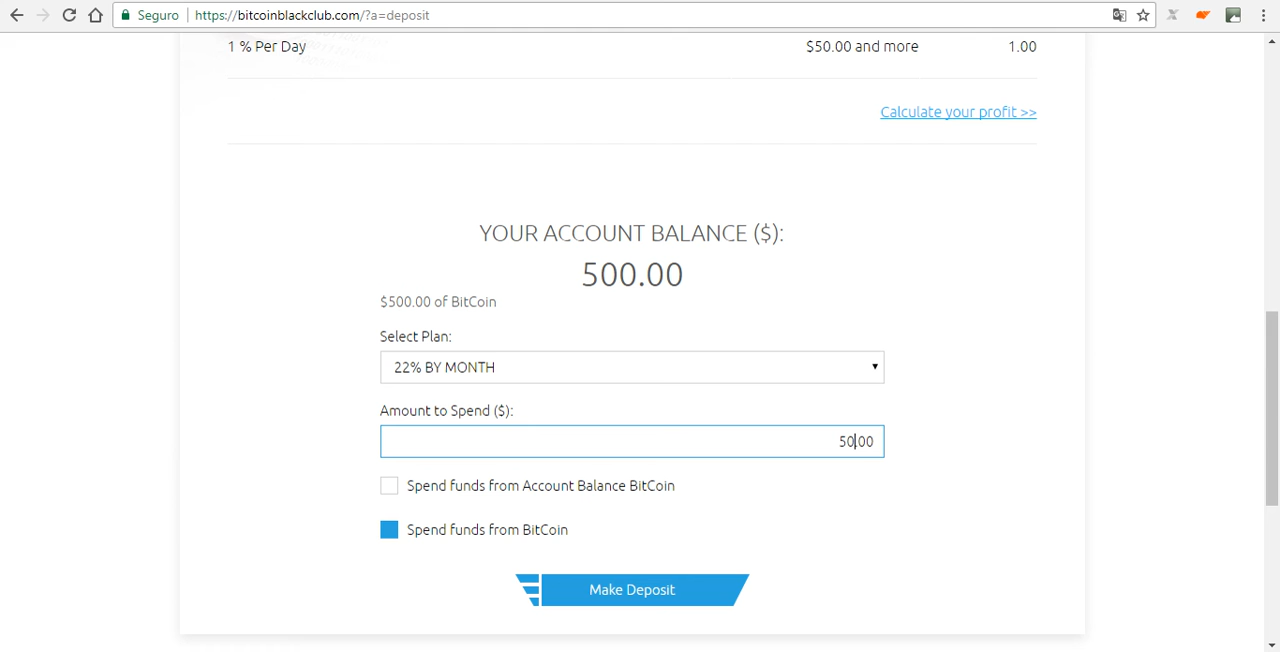 Seguro https://bitcoinblackclub.com/?a=deposit
1 % Per Day $50.00 and more 1.00
Calculate your profit >>
YOUR ACCOUNT BALANCE ($):
500.00
$500.00 of BitCoin
Select Plan:
22% BY MONTH
Amount to Spend ($):
50.00
Spend funds from Account Balance BitCoin
Spend funds from BitCoin
Make Deposit